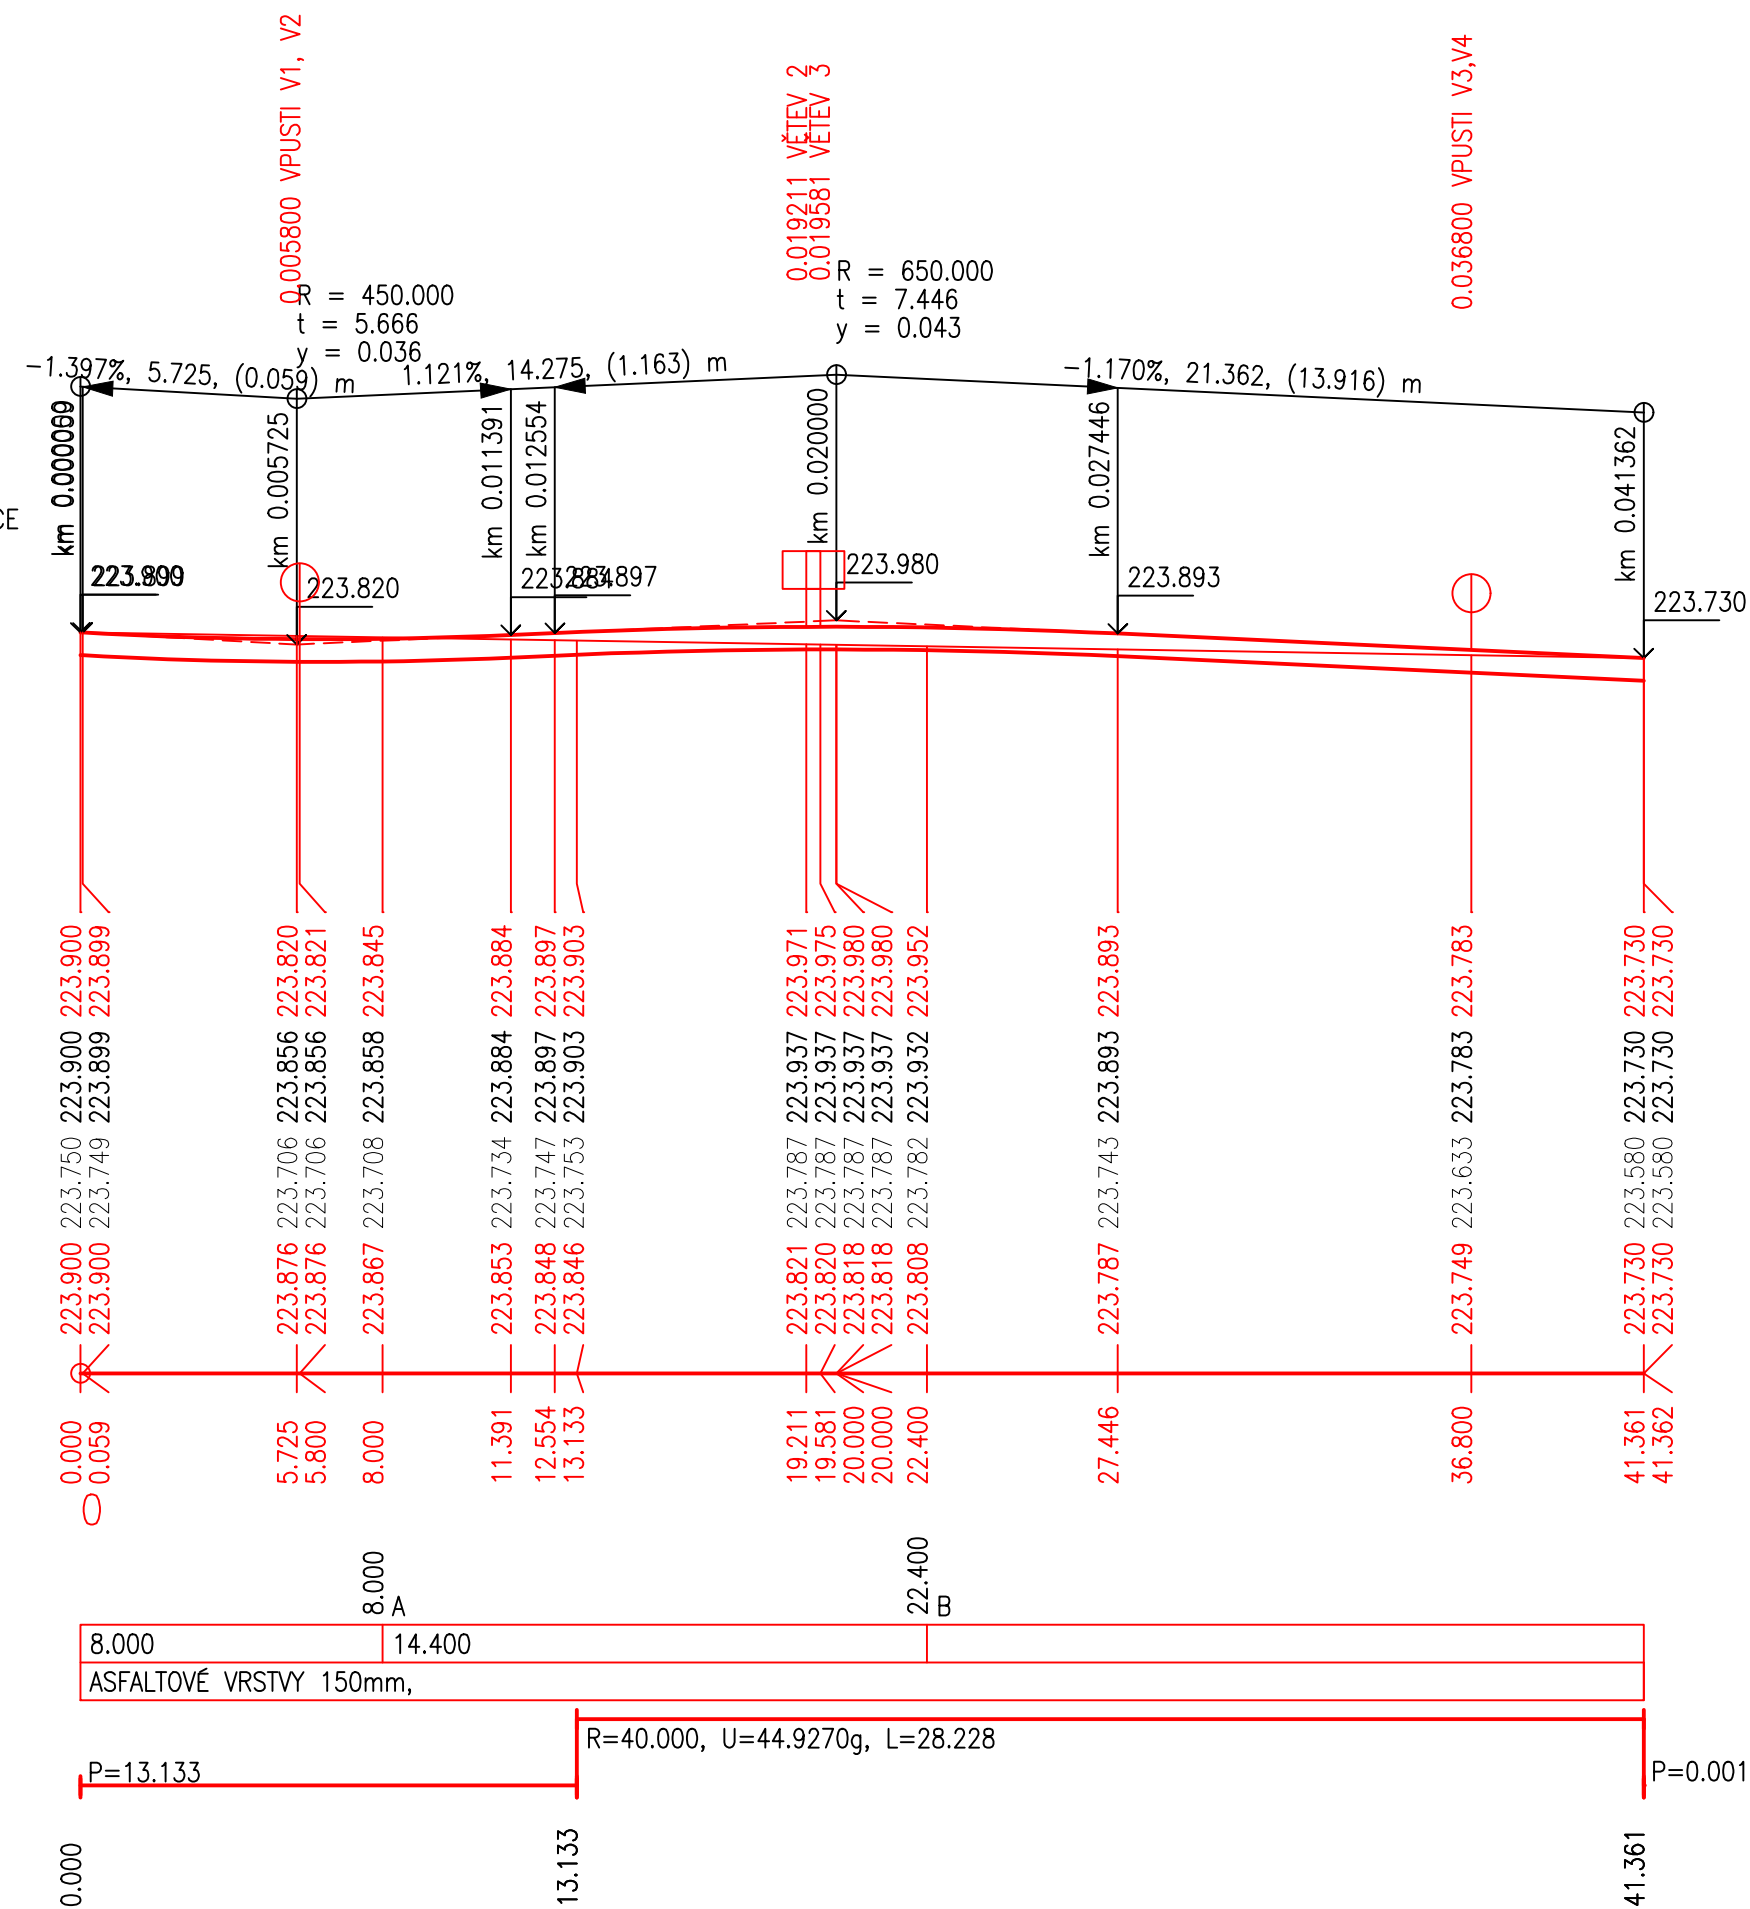 0.005800 VPUSTI V1, V2
0.019211 VĚTEV 2
0.019581 VĚTEV 3
0.036800 VPUSTI V3,V4
R = 450.000
t = 5.666
y = 0.036
R = 650.000
t = 7.446
y = 0.043
-1.397%, 5.725, (0.059) m
1.121%, 14.275, (1.163) m
-1.170%, 21.362, (13.916) m
km 0.005725
km 0.011391
km 0.012554
km 0.020000
km 0.027446
km 0.041362
CE
223.820
223.884
223.897
223.980
223.893
223.730
223.900 223.899 223.820 223.821 223.845 223.884 223.897 223.903 223.971 223.975 223.980 223.980 223.952 223.893 223.783 223.730 223.730
223.900 223.899 223.856 223.856 223.858 223.884 223.897 223.903 223.937 223.937 223.937 223.937 223.932 223.893 223.783 223.730 223.730
223.750 223.749 223.706 223.706 223.708 223.734 223.747 223.753 223.787 223.787 223.787 223.787 223.782 223.743 223.633 223.580 223.580
223.900 223.900 223.876 223.876 223.867 223.853 223.848 223.846 223.821 223.820 223.818 223.818 223.808 223.787 223.749 223.730 223.730
0.000 0.059 5.725 5.800 8.000 11.391 12.554 13.133 19.211 19.581 20.000 20.000 22.400 27.446 36.800 41.361 41.362
0
8.000 A
22.400 B
8.000 14.400
ASFALTOVÉ VRSTVY 150mm,
R=40.000, U=44.9270g, L=28.228
P=13.133
P=0.001
0.000 13.133 41.361